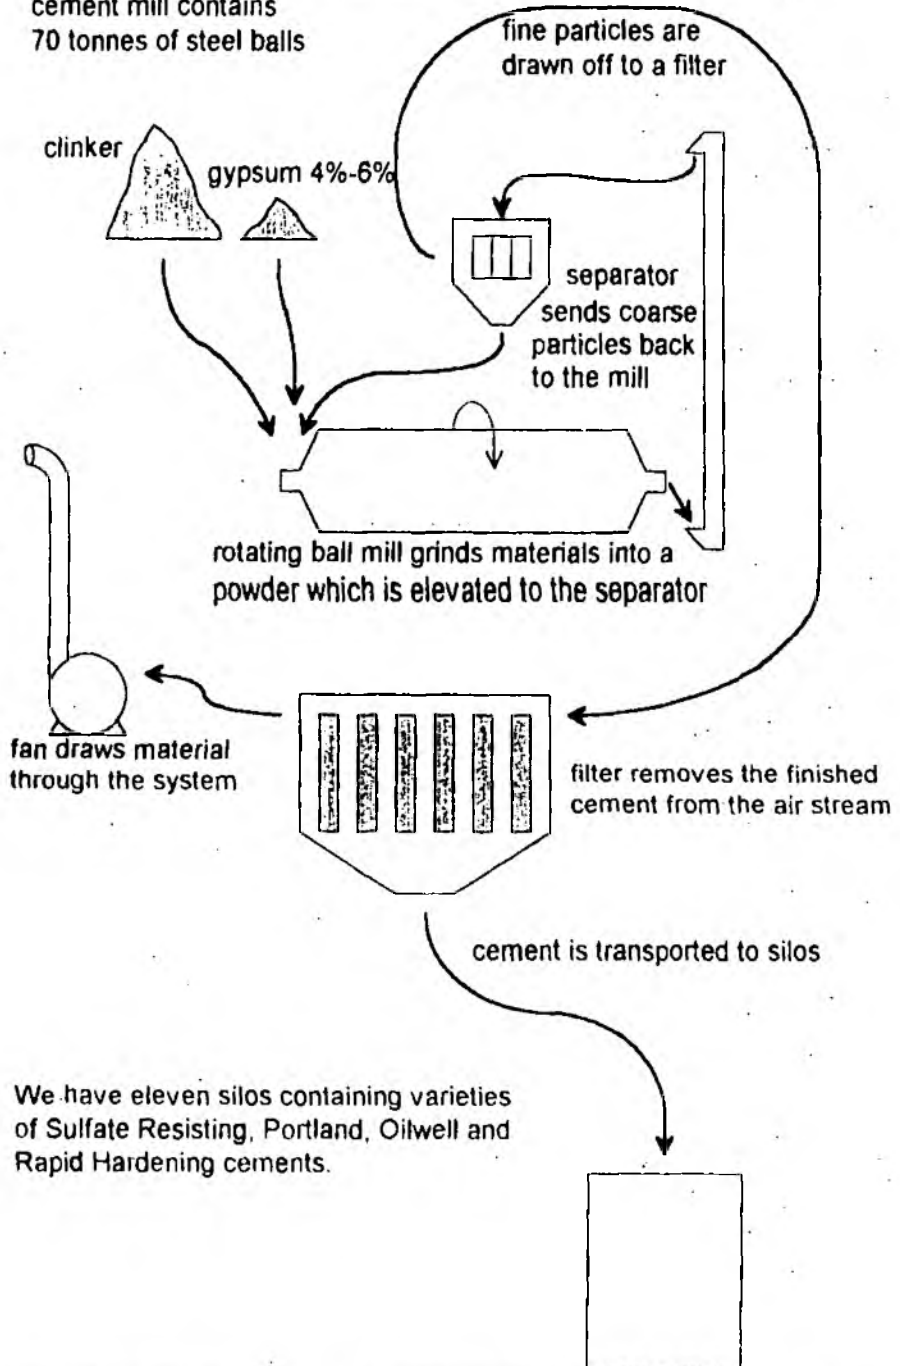 cement mill contains
70 tonnes of steel balls
fine particles are
drawn off to a filter
clinker
gypsum 4%-6%
separator
sends coarse
particles back
to the mill
rotating ball mill grinds materials into a
powder which is elevated to the separator
fan draws material
through the system
filter removes the finished
cement from the air stream
cement is transported to silos
We have eleven silos containing varieties
of Sulfate Resisting, Portland, Oilwell and
Rapid Hardening cements.